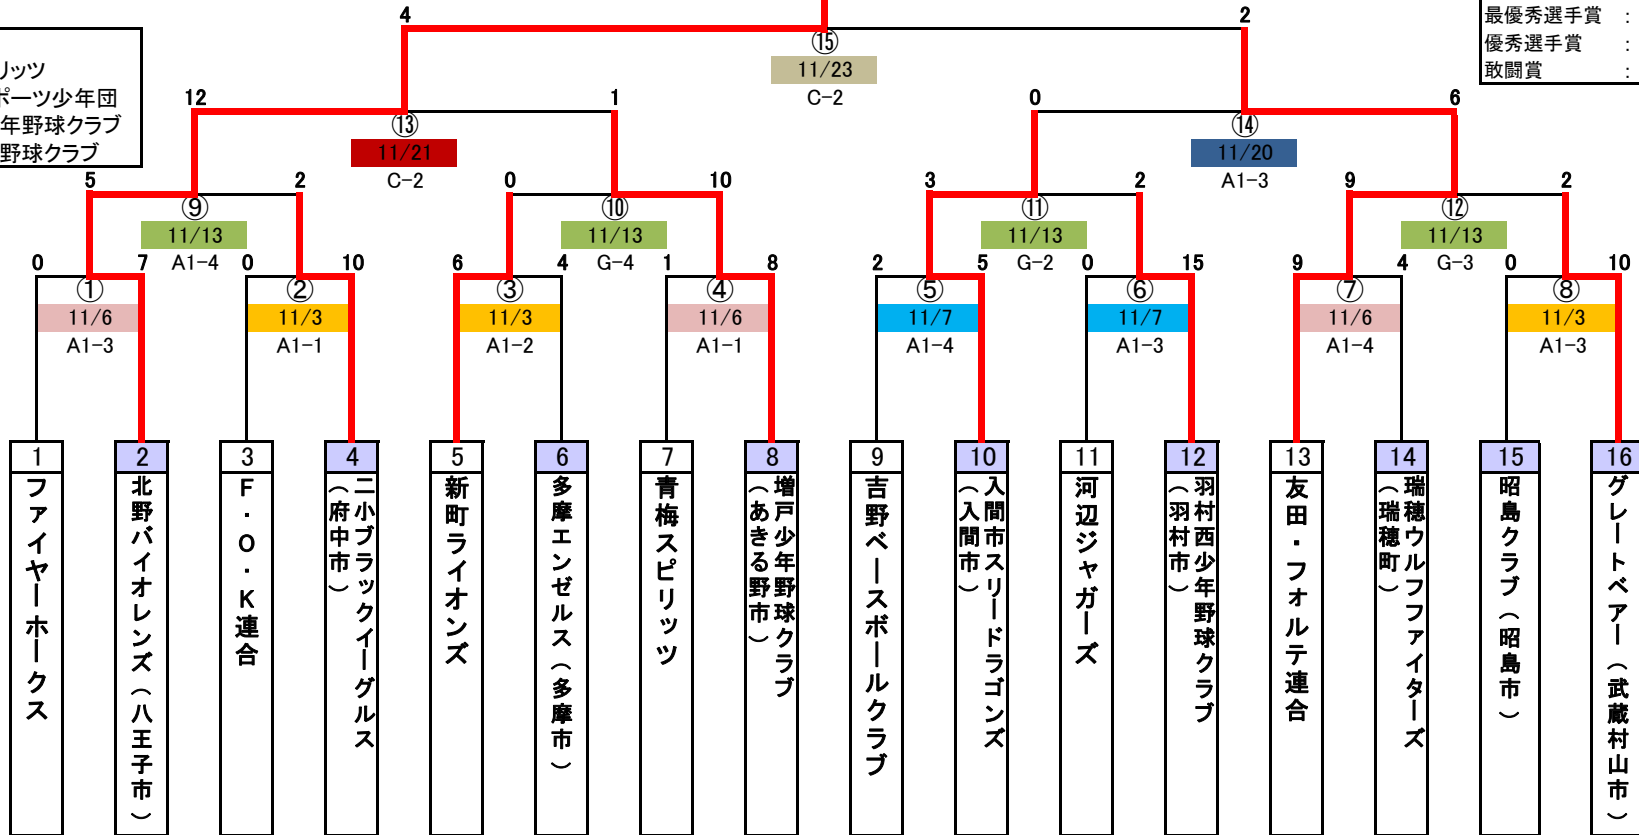 4
2
最優秀選手賞 :
優秀選手賞 :
敢闘賞 :
⑮
11/23
C-2
リッツ
ポーツ少年団
年野球クラブ
野球クラブ
12
1
0
6
⑬
11/21
C-2
⑭
11/20
A1-3
5
2
0
10
3
2
9
2
⑨
11/13
A1-4
⑩
11/13
G-4
⑪
11/13
G-2
⑫
11/13
G-3
0
7
0
10
6
4
1
8
2
5
0
15
9
4
0
10
①
11/6
A1-3
②
11/3
A1-1
③
11/3
A1-2
④
11/6
A1-1
⑤
11/7
A1-4
⑥
11/7
A1-3
⑦
11/6
A1-4
⑧
11/3
A1-3
1
ファイヤーホークス
2
北野バイオレンズ（八王子市）
3
F・O・K連合
4
二小ブラックイーグルス
（府中市）
5
新町ライオンズ
6
多摩エンゼルス（多摩市）
7
青梅スピリッツ
8
増戸少年野球クラブ
（あきる野市）
9
吉野ベースボールクラブ
10
入間市スリードラゴンズ
（入間市）
11
河辺ジャガーズ
12
羽村西少年野球クラブ
（羽村市）
13
友田・フォルテ連合
14
瑞穂ウルフファイターズ
（瑞穂町）
15
昭島クラブ（昭島市）
16
グレートベアー（武蔵村山市）